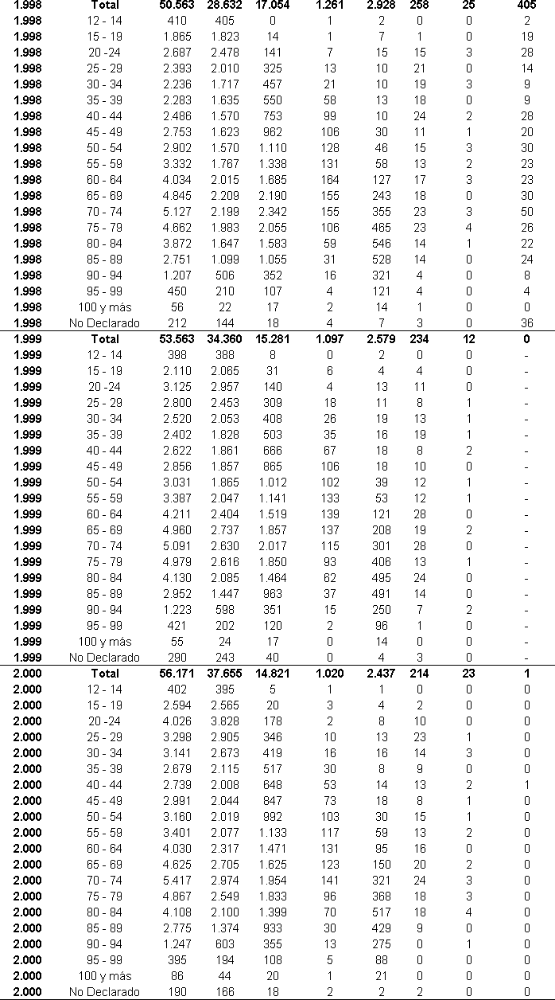 1.998 Total 50.563 28.632 17.054 1.261 2.928 258 25 405
1.998 12 - 14 410 405 0 1 2 0 0 2
1.998 15 - 19 1.865 1.823 14 1 7 1 0 19
1.998 20 -24 2.687 2.478 141 7 15 15 3 28
1.998 25 - 29 2.393 2.010 325 13 10 21 0 14
1.998 30 - 34 2.236 1.717 457 21 10 19 3 9
1.998 35 - 39 2.283 1.635 550 58 13 18 0 9
1.998 40 - 44 2.486 1.570 753 99 10 24 2 28
1.998 45 - 49 2.753 1.623 962 106 30 11 1 20
1.998 50 - 54 2.902 1.570 1.110 128 46 15 3 30
1.998 55 - 59 3.332 1.767 1.338 131 58 13 2 23
1.998 60 - 64 4.034 2.015 1.685 164 127 17 3 23
1.998 65 - 69 4.845 2.209 2.190 155 243 18 0 30
1.998 70 - 74 5.127 2.199 2.342 155 355 23 3 50
1.998 75 - 79 4.662 1.983 2.055 106 465 23 4 26
1.998 80 - 84 3.872 1.647 1.583 59 546 14 1 22
1.998 85 - 89 2.751 1.099 1.055 31 528 14 0 24
1.998 90 - 94 1.207 506 352 16 321 4 0 8
1.998 95 - 99 450 210 107 4 121 4 0 4
1.998 100 y más 56 22 17 2 14 1 0 0
1.998 No Declarado 212 144 18 4 7 3 0 36
1.999 Total 53.563 34.360 15.281 1.097 2.579 234 12 0
1.999 12 - 14 398 388 8 0 2 0 0 -
1.999 15 - 19 2.110 2.065 31 6 4 4 0 -
1.999 20 -24 3.125 2.957 140 4 13 11 0 -
1.999 25 - 29 2.800 2.453 309 18 11 8 1 -
1.999 30 - 34 2.520 2.053 408 26 19 13 1 -
1.999 35 - 39 2.402 1.828 503 35 16 19 1 -
1.999 40 - 44 2.622 1.861 666 67 18 8 2 -
1.999 45 - 49 2.856 1.857 865 106 18 10 0 -
1.999 50 - 54 3.031 1.865 1.012 102 39 12 1 -
1.999 55 - 59 3.387 2.047 1.141 133 53 12 1 -
1.999 60 - 64 4.211 2.404 1.519 139 121 28 0 -
1.999 65 - 69 4.960 2.737 1.857 137 208 19 2 -
1.999 70 - 74 5.091 2.630 2.017 115 301 28 0 -
1.999 75 - 79 4.979 2.616 1.850 93 406 13 1 -
1.999 80 - 84 4.130 2.085 1.464 62 495 24 0 -
1.999 85 - 89 2.952 1.447 963 37 491 14 0 -
1.999 90 - 94 1.223 598 351 15 250 7 2 -
1.999 95 - 99 421 202 120 2 96 1 0 -
1.999 100 y más 55 24 17 0 14 0 0 -
1.999 No Declarado 290 243 40 0 4 3 0 -
2.000 Total 56.171 37.655 14.821 1.020 2.437 214 23 1
2.000 12 - 14 402 395 5 1 1 0 0 0
2.000 15 - 19 2.594 2.565 20 3 4 2 0 0
2.000 20 -24 4.026 3.828 178 2 8 10 0 0
2.000 25 - 29 3.298 2.905 346 10 13 23 1 0
2.000 30 - 34 3.141 2.673 419 16 16 14 3 0
2.000 35 - 39 2.679 2.115 517 30 8 9 0 0
2.000 40 - 44 2.739 2.008 648 53 14 13 2 1
2.000 45 - 49 2.991 2.044 847 73 18 8 1 0
2.000 50 - 54 3.160 2.019 992 103 30 15 1 0
2.000 55 - 59 3.401 2.077 1.133 117 59 13 2 0
2.000 60 - 64 4.030 2.317 1.471 131 95 16 0 0
2.000 65 - 69 4.625 2.705 1.625 123 150 20 2 0
2.000 70 - 74 5.417 2.974 1.954 141 321 24 3 0
2.000 75 - 79 4.867 2.549 1.833 96 368 18 3 0
2.000 80 - 84 4.108 2.100 1.399 70 517 18 4 0
2.000 85 - 89 2.775 1.374 933 30 429 9 0 0
2.000 90 - 94 1.247 603 355 13 275 0 1 0
2.000 95 - 99 395 194 108 5 88 0 0 0
2.000 100 y más 86 44 20 1 21 0 0 0
2.000 No Declarado 190 166 18 2 2 2 0 0